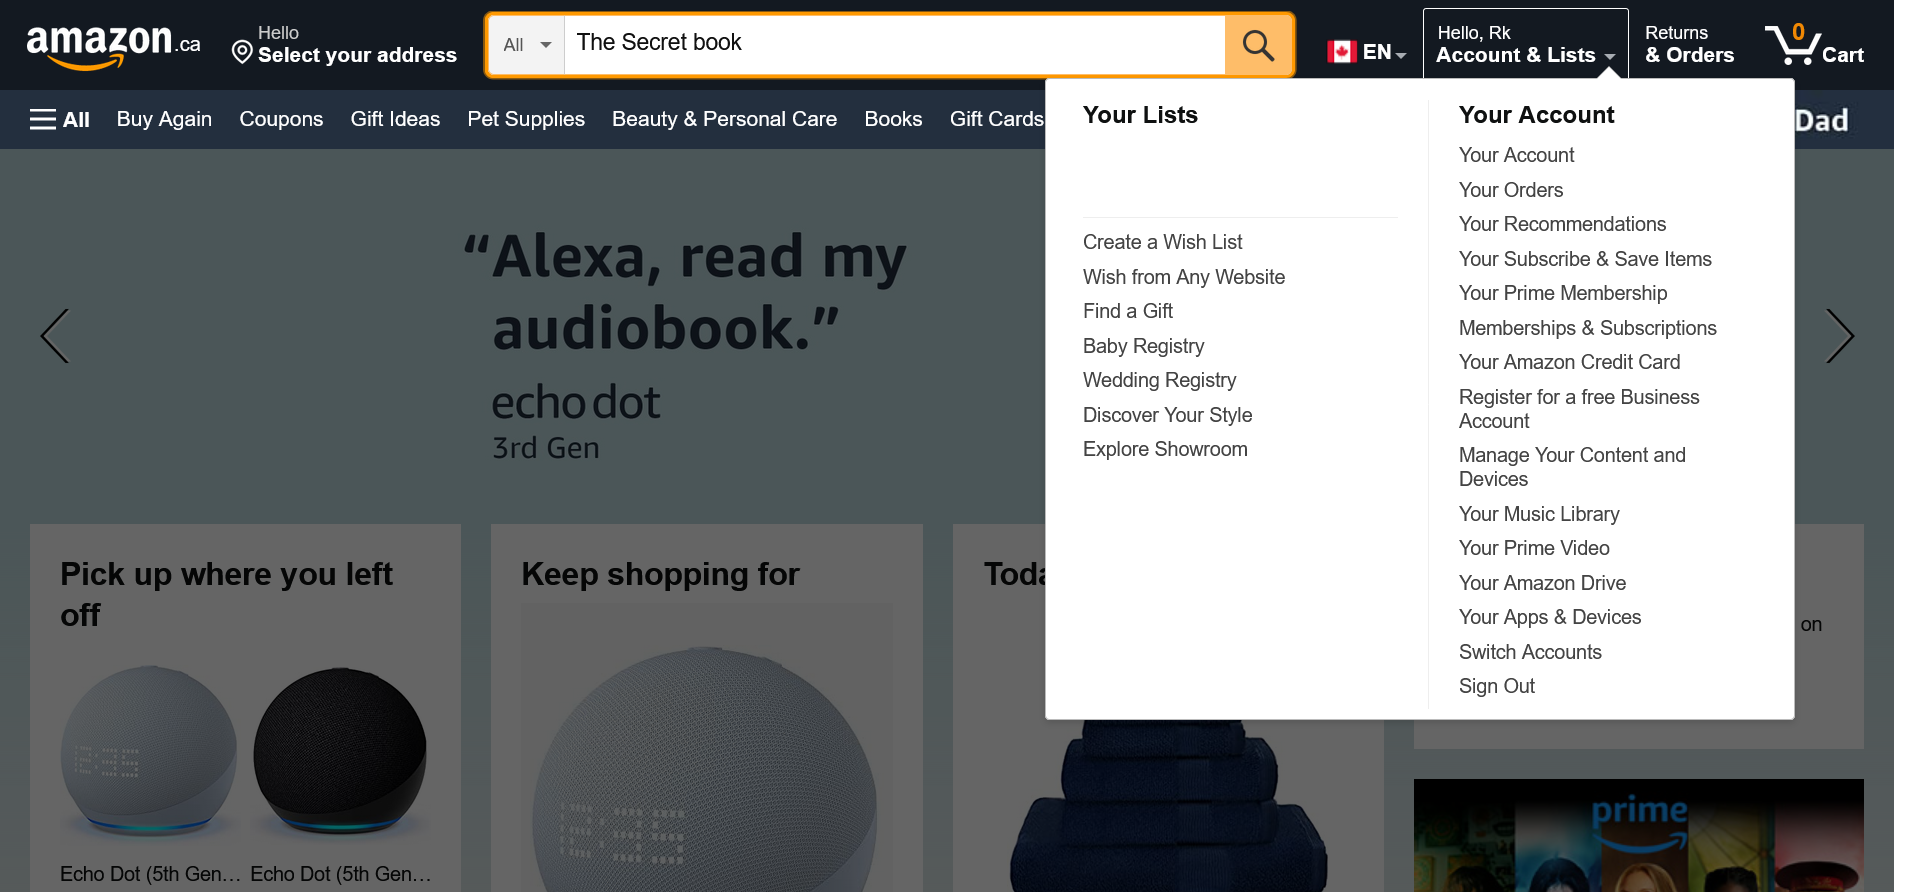 amazon.ca
Hello
Select your address
All
The Secret book
EN
Hello, Rk
Account & Lists
Returns
& Orders
0
Cart
All
Buy Again
Coupons
Gift Ideas
Pet Supplies
Beauty & Personal Care
Books
Gift Cards
Dad
Your Lists
Create a Wish List
Wish from Any Website
Find a Gift
Baby Registry
Wedding Registry
Discover Your Style
Explore Showroom
Your Account
Your Account
Your Orders
Your Recommendations
Your Subscribe & Save Items
Your Prime Membership
Memberships & Subscriptions
Your Amazon Credit Card
Register for a free Business
Account
Manage Your Content and
Devices
Your Music Library
Your Prime Video
Your Amazon Drive
Your Apps & Devices
Switch Accounts
Sign Out
“Alexa, read my
audiobook.”
echo dot
3rd Gen
Pick up where you left
off
12:35
Echo Dot (5th Gen…
Echo Dot (5th Gen…
Keep shopping for
12:35
on
prime